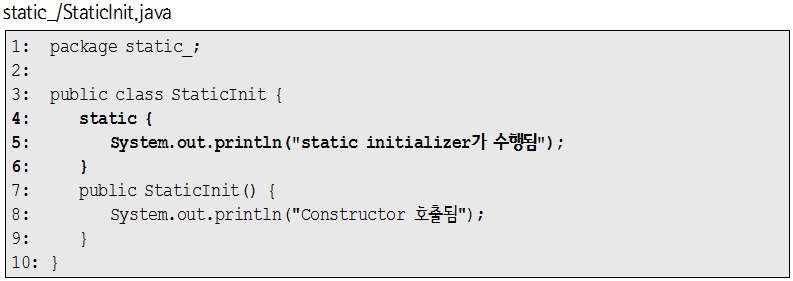 static_/StaticInit.java
1: package static_;
2:
3: public class StaticInit {
4: static {
5: System.out.println("static initializer가 수행됨");
6: }
7: public StaticInit() {
8: System.out.println("Constructor 호출됨");
9: }
10: }